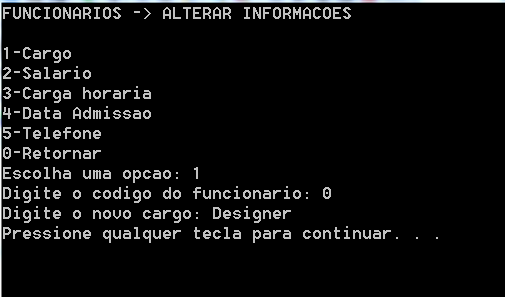 FUNCIONARIOS -> ALTERAR INFORMACOES
1-Cargo
2-Salario
3-Carga horaria
4-Data Admissao
5-Telefone
0-Retornar
Escolha uma opcao: 1
Digite o codigo do funcionario: 0
Digite o novo cargo: Designer
Pressione qualquer tecla para continuar. . .